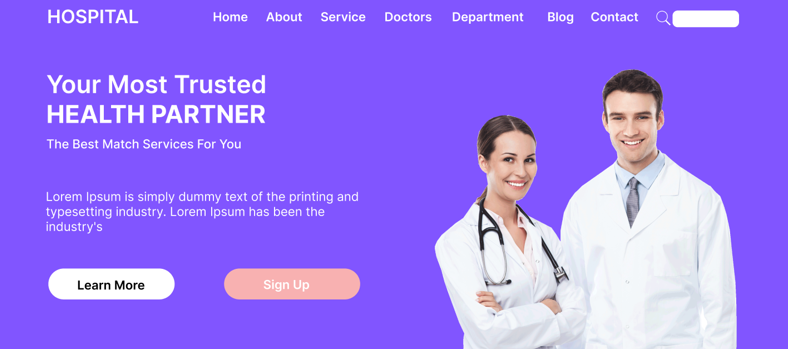 HOSPITAL
Home About Service Doctors Department Blog Contact
Your Most Trusted
HEALTH PARTNER
The Best Match Services For You
Lorem Ipsum is simply dummy text of the printing and
typesetting industry. Lorem Ipsum has been the
industry's
Learn More
Sign Up